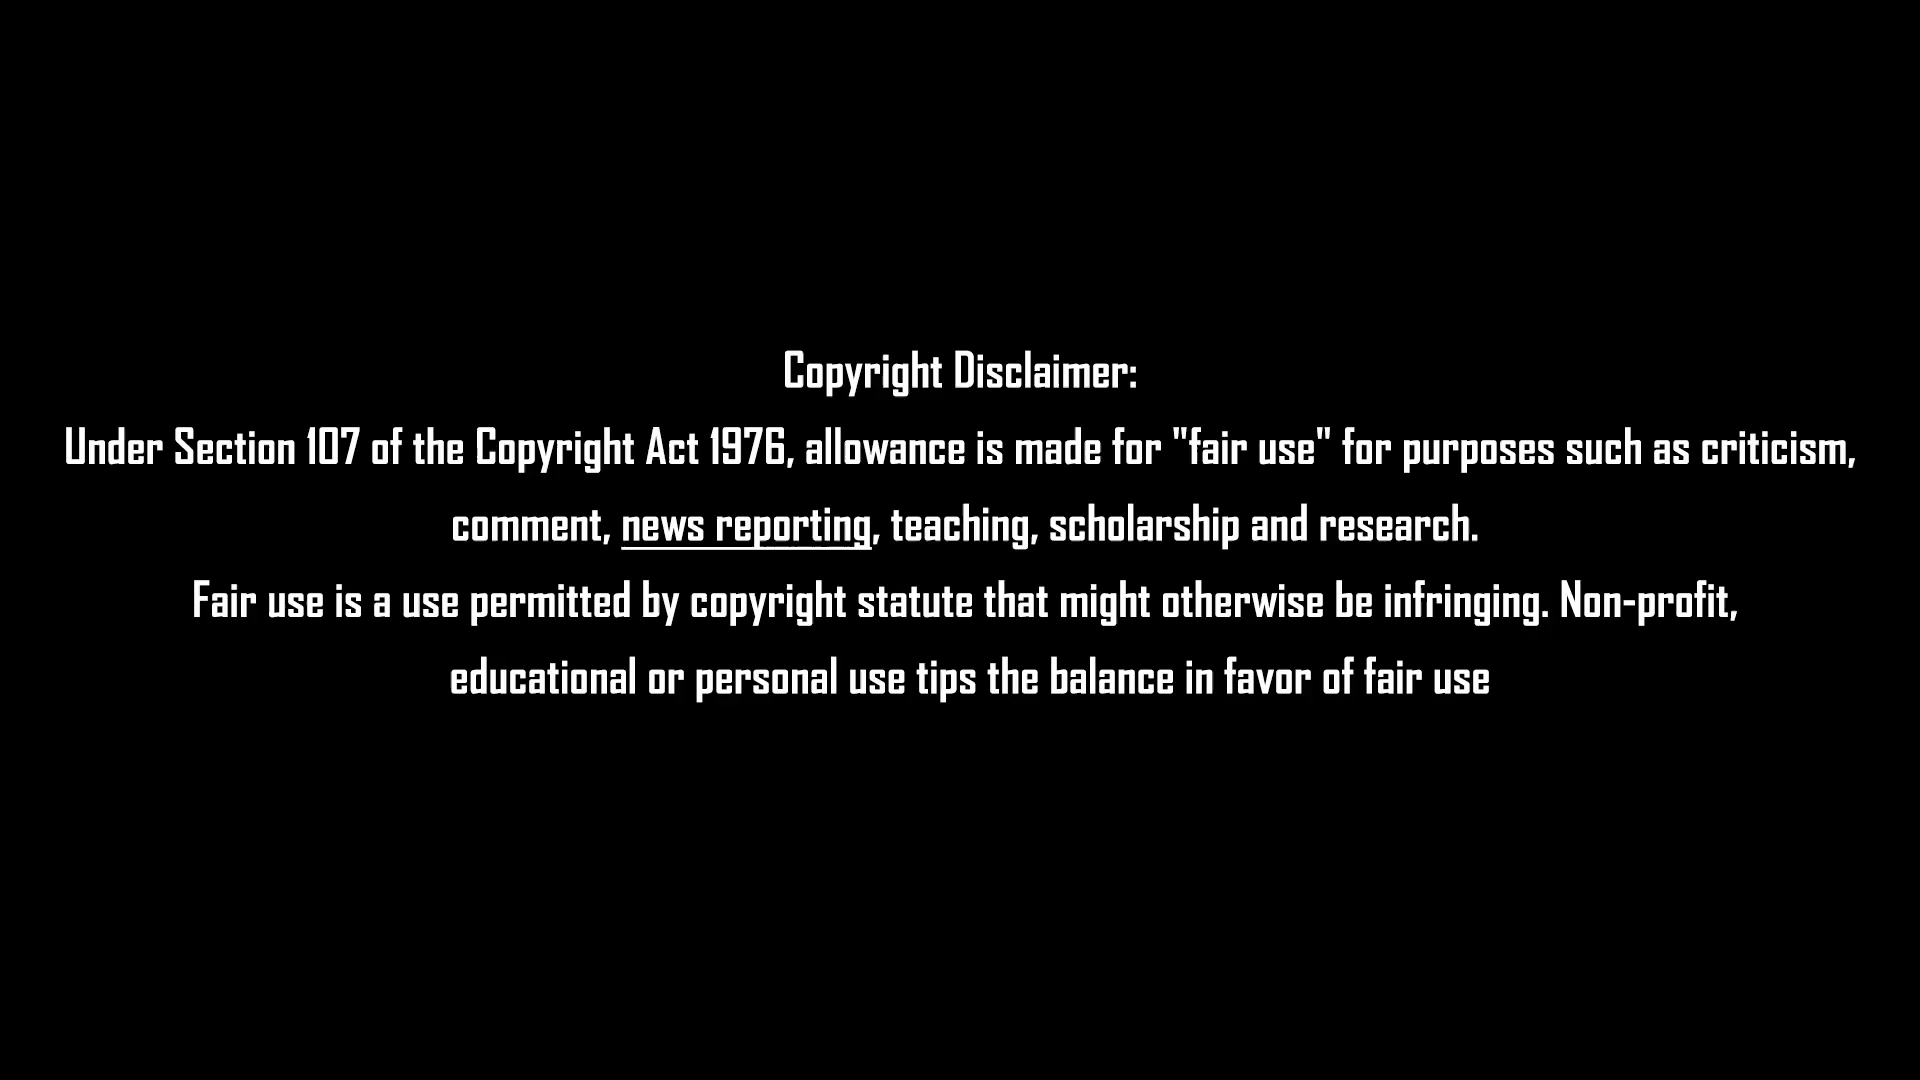 Copyright Disclaimer:
Under Section 107 of the Copyright Act 1976, allowance is made for "fair use" for purposes such as criticism,
comment, news reporting, teaching, scholarship and research.
Fair use is a use permitted by copyright statute that might otherwise be infringing. Non-profit,
educational or personal use tips the balance in favor of fair use